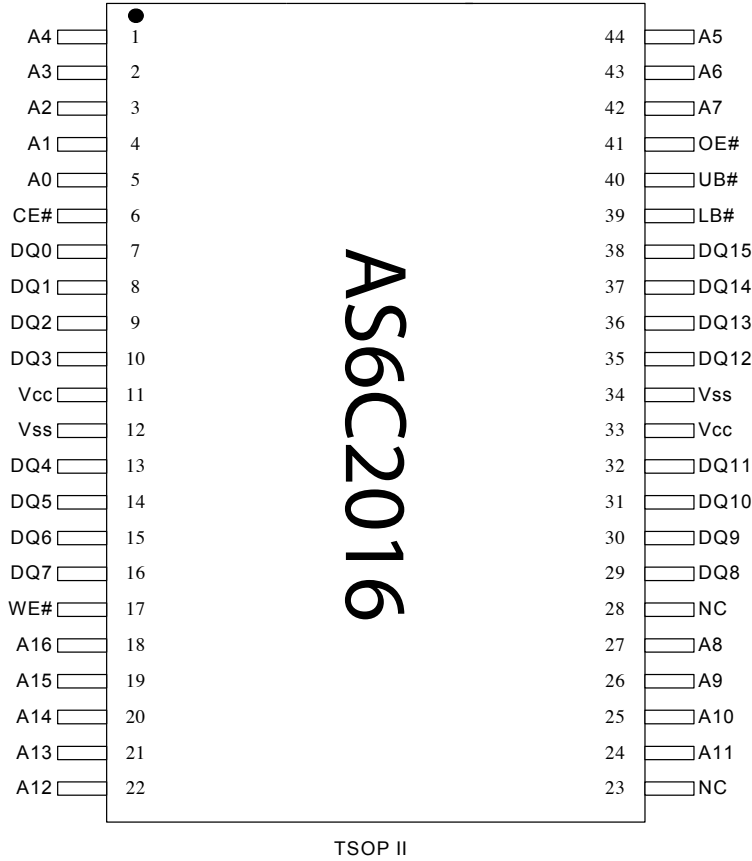 A4 1 44 A5
A3 2 43 A6
A2 3 42 A7
A1 4 41 OE#
A0 5 40 UB#
CE# 6 39 LB#
DQ0 7 38 DQ15
DQ1 8 37 DQ14
DQ2 9 36 DQ13
DQ3 10 35 DQ12
Vcc 11 34 Vss
Vss 12 33 Vcc
DQ4 13 32 DQ11
DQ5 14 31 DQ10
DQ6 15 30 DQ9
DQ7 16 29 DQ8
WE# 17 28 NC
A16 18 27 A8
A15 19 26 A9
A14 20 25 A10
A13 21 24 A11
A12 22 23 NC
AS6C2016
TSOP II